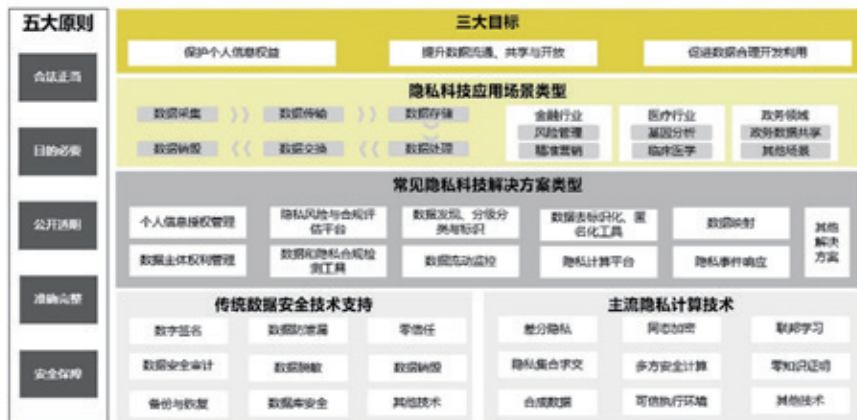 五大原则
合法正当
目的必要
公开透明
准确完整
安全保障
三大目标
保护个人信息权益
提升数据流通、共享与开放
促进数据合理开发利用
隐私科技应用场景类型
数据采集
数据传输
数据存储
数据销毁
数据交换
数据处理
金融行业
风险管理
精准营销
医疗行业
基因分析
临床医学
政务领域
政务数据共享
其他场景
常见隐私科技解决方案类型
个人信息授权管理
隐私风险与合规评
估平台
数据发现、分级分
类与标识
数据去标识化、匿
名化工具
数据映射
数据主体权利管理
数据和隐私合规检
测工具
数据流动监控
隐私计算平台
隐私事件响应
其他
解决
方案
传统数据安全技术支持
数字签名
数据防泄漏
零信任
数据安全审计
数据脱敏
数据销毁
备份与恢复
数据库安全
其他技术
主流隐私计算技术
差分隐私
同态加密
联邦学习
隐私集合求交
多方安全计算
零知识证明
合成数据
可信执行环境
其他技术